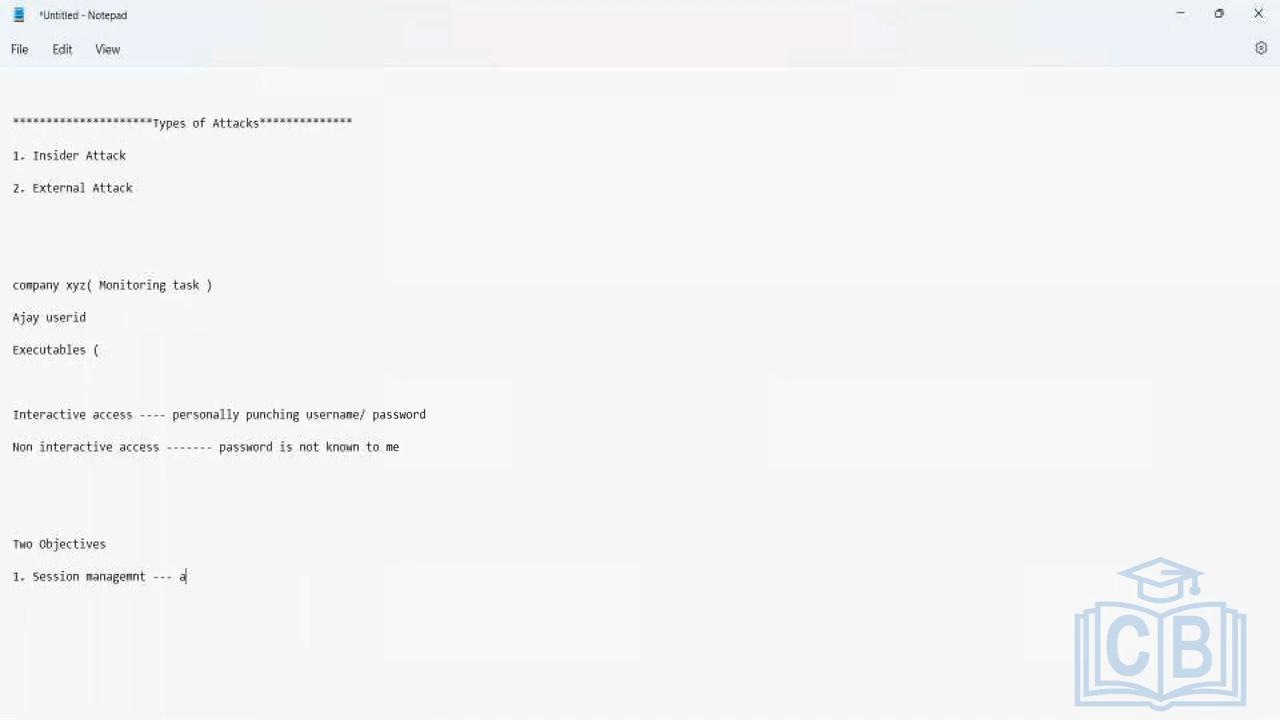 *Untitled - Notepad
File Edit View
*********************Types of Attacks**************
1. Insider Attack
2. External Attack
company xyz( Monitoring task )
Ajay userid
Executables (
Interactive access ---- personally punching username/ password
Non interactive access ------- password is not known to me
Two Objectives
1. Session managemnt --- a
CB